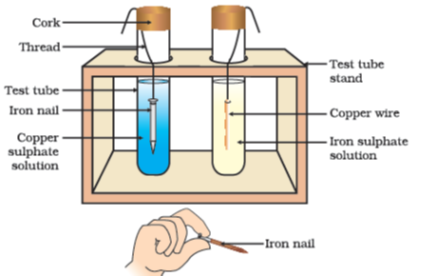 Cork
Thread
Test tube
Iron nail
Copper
sulphate
solution
Test tube
stand
Copper wire
Iron sulphate
solution
Iron nail